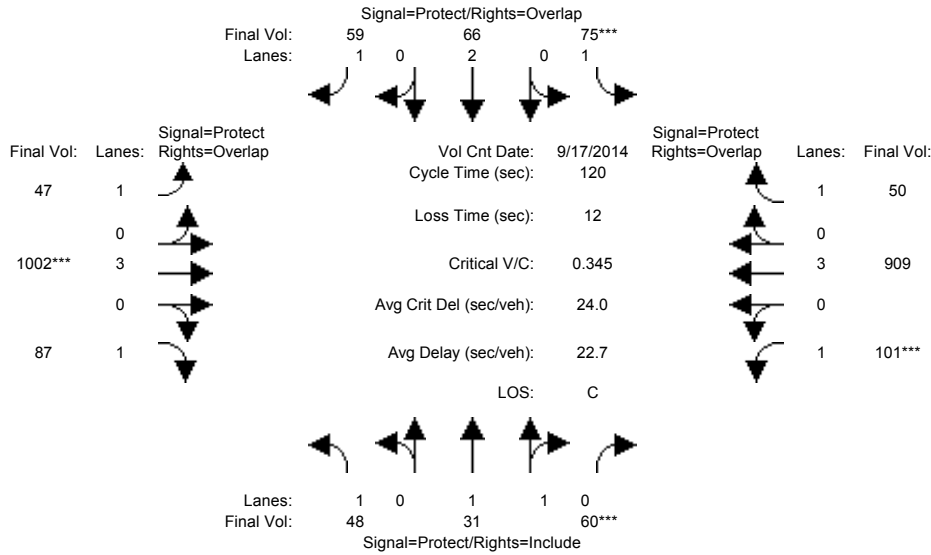 Signal=Protect/Rights=Overlap
Final Vol: 59 66 75***
Lanes: 1 0 2 0 1
Signal=Protect Signal=Protect
Final Vol: Lanes: Rights=Overlap Vol Cnt Date: 9/17/2014 Rights=Overlap Lanes: Final Vol:
Cycle Time (sec): 120
47 1 1 50
Loss Time (sec): 12
0 0
1002*** 3 Critical V/C: 0.345 3 909
0 Avg Crit Del (sec/veh): 24.0 0
87 1 Avg Delay (sec/veh): 22.7 1 101***
LOS: C
Lanes: 1 0 1 1 0
Final Vol: 48 31 60***
Signal=Protect/Rights=Include